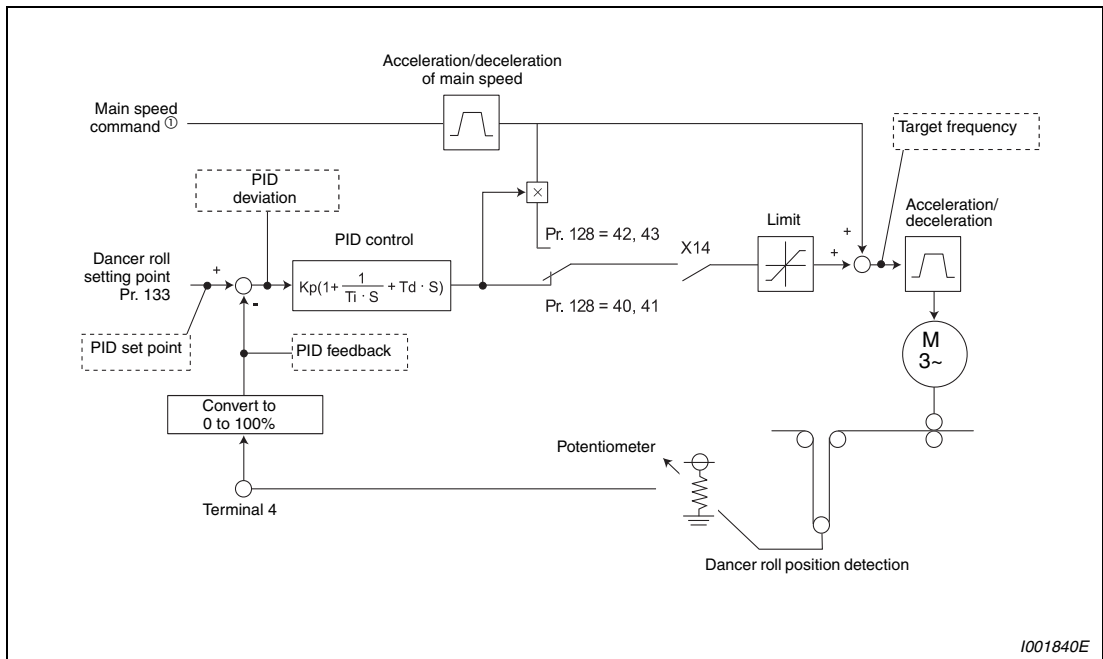 Acceleration/deceleration
of main speed
Main speed
command ①
Target frequency
PID
deviation
Acceleration/
deceleration
Limit
Pr. 128 = 42, 43
X14
PID control
Dancer roll
setting point
Pr. 133
+
-
Kp(1+ 1/(Ti · S) + Td · S)
×
+
+
Pr. 128 = 40, 41
PID set point
PID feedback
M
3~
Convert to
0 to 100%
Potentiometer
Terminal 4
Dancer roll position detection
I001840E